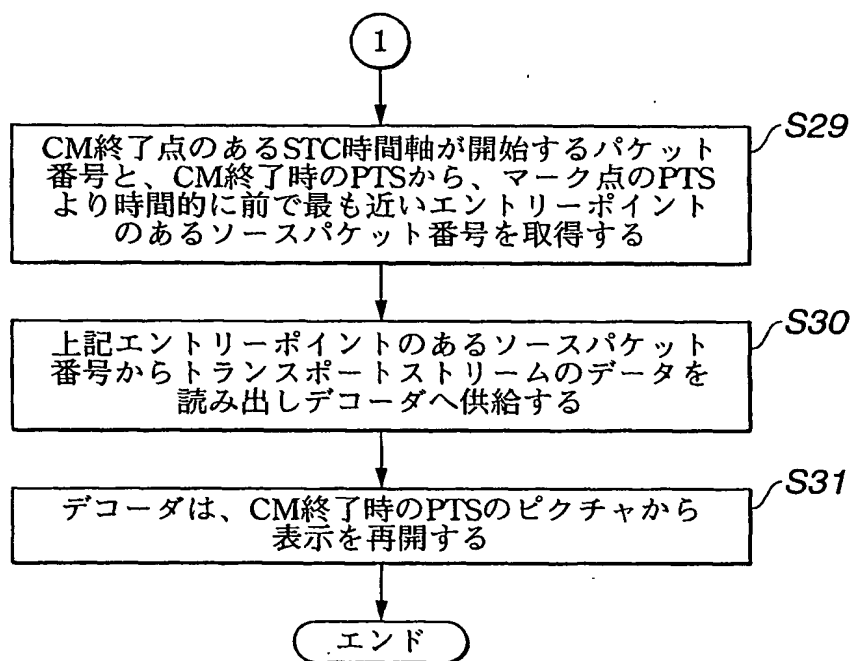 1
CM終了点のあるSTC時間軸が開始するパケット
番号と、CM終了時のPTSから、マーク点のPTS
より時間的に前で最も近いエントリーポイント
のあるソースパケット番号を取得する
S29
上記エントリーポイントのあるソースパケット
番号からトランスポートストリームのデータを
読み出しデコーダへ供給する
S30
デコーダは、CM終了時のPTSのピクチャから
表示を再開する
S31
エンド